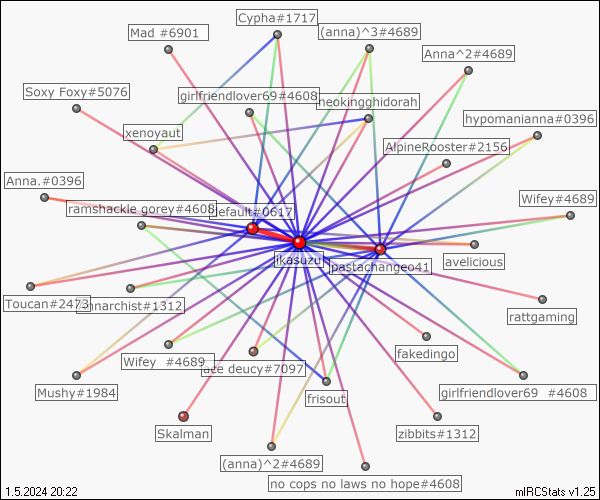 Cypha#1717
Mad #6901
(anna)^3#4689
Anna^2#4689
Soxy Foxy#5076
girlfriendlover69#4608
neokingghidorah
hypomanianna#0396
xenoyaut
AlpineRooster#2156
Anna.#0396
ramshackle gorey#4608
default#0617
Wifey#4689
jkasuzu
pastachangeo41
avelicious
Toucan#2473
annarchist#1312
rattgaming
Wifey  #4689
ace deucy#7097
fakedingo
Mushy#1984
frisout
girlfriendlover69  #4608
Skalman
zibbits#1312
(anna)^2#4689
no cops no laws no hope#4608
1.5.2024 20:22
mIRCStats v1.25